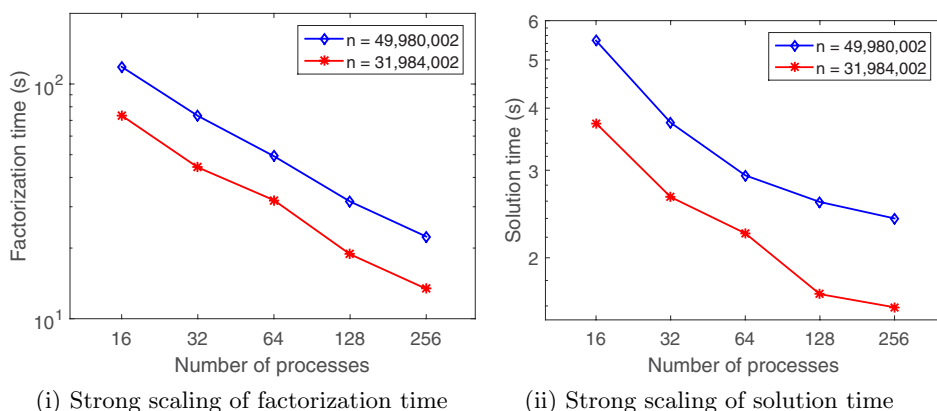 n = 49,980,002
n = 31,984,002
10^2
10^1
Factorization time (s)
16 32 64 128 256
Number of processes
(i) Strong scaling of factorization time
n = 49,980,002
n = 31,984,002
6
5
4
3
2
Solution time (s)
16 32 64 128 256
Number of processes
(ii) Strong scaling of solution time